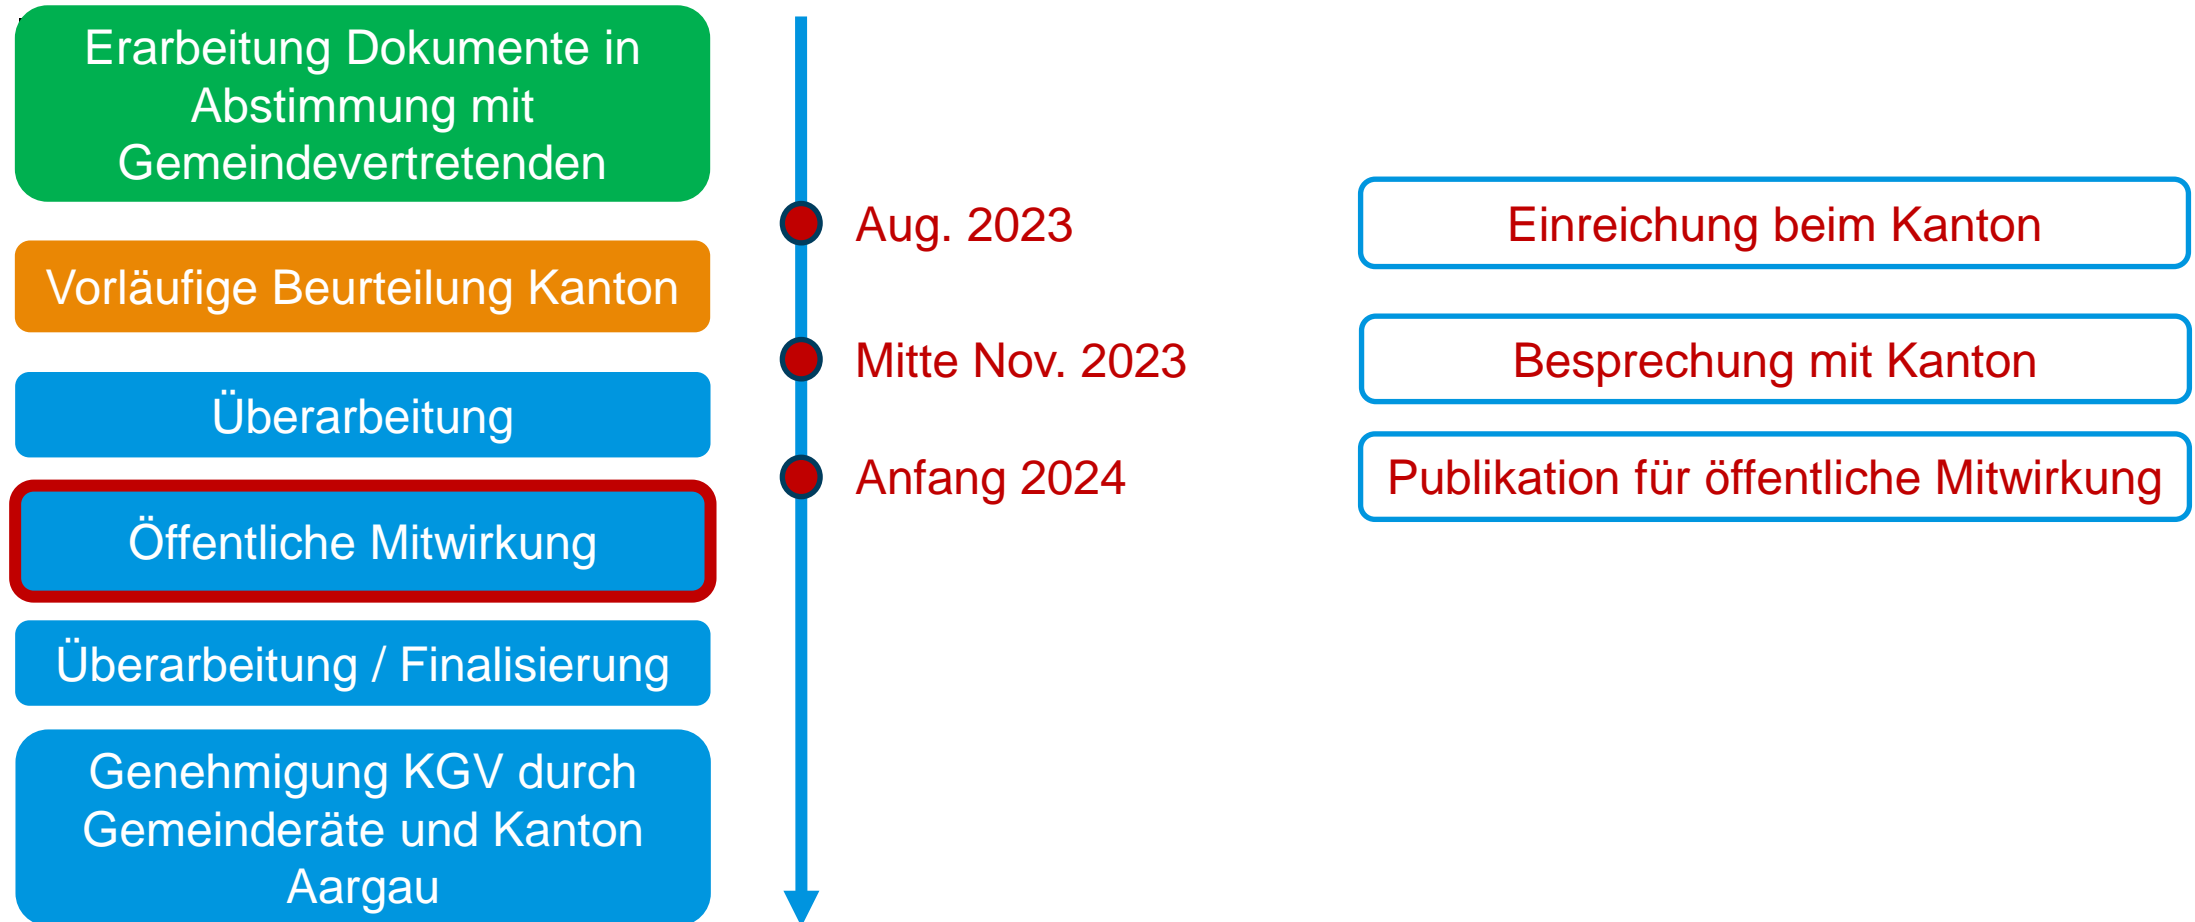 Erarbeitung Dokumente in
Abstimmung mit
Gemeindevertretenden
Aug. 2023
Einreichung beim Kanton
Vorläufige Beurteilung Kanton
Mitte Nov. 2023
Besprechung mit Kanton
Überarbeitung
Anfang 2024
Publikation für öffentliche Mitwirkung
Öffentliche Mitwirkung
Überarbeitung / Finalisierung
Genehmigung KGV durch
Gemeinderäte und Kanton
Aargau